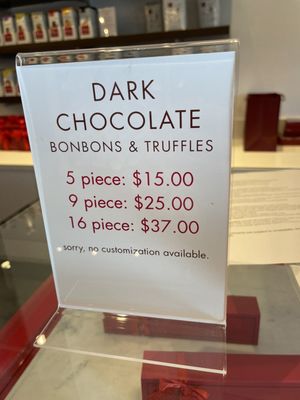 DARK
CHOCOLATE
BONBONS & TRUFFLES
5 piece: $15.00
9 piece: $25.00
16 piece: $37.00
sorry, no customization available.